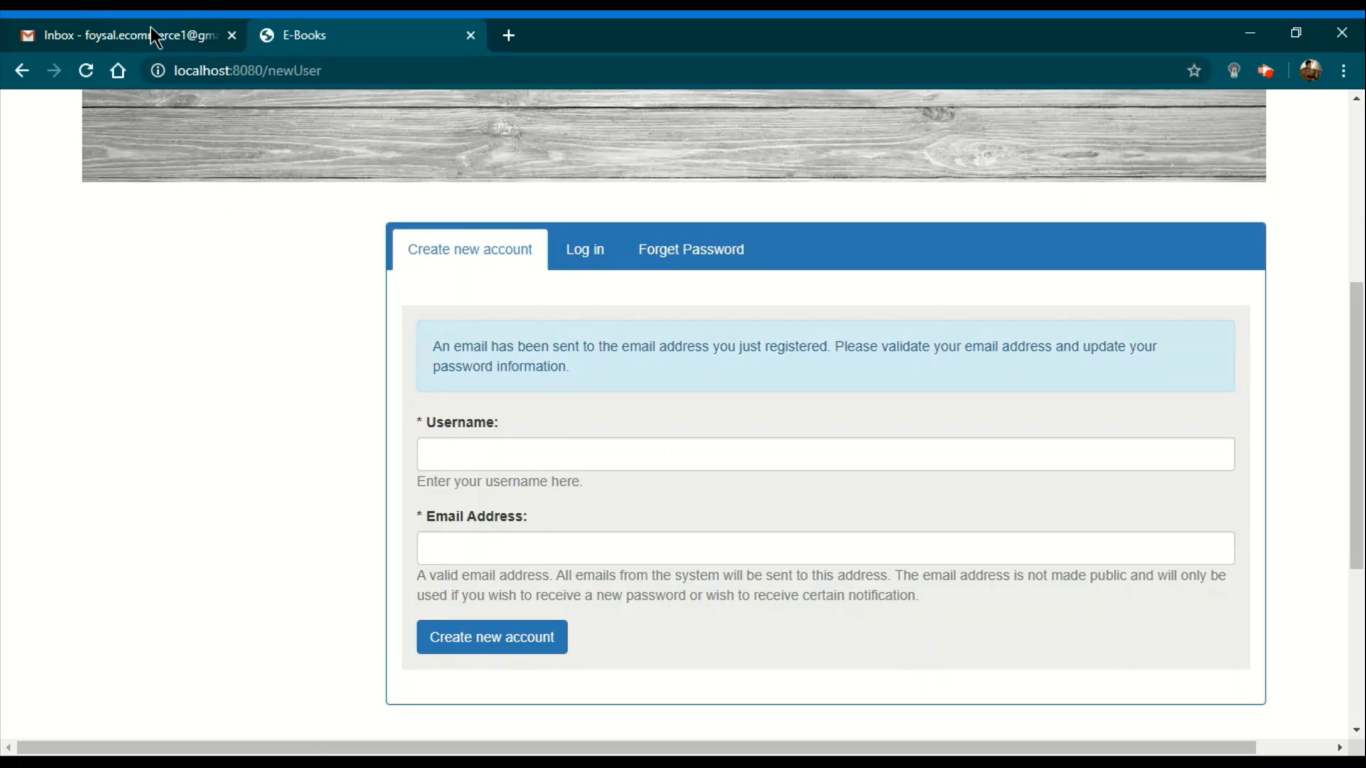 Inbox - foysal.ecommerce1@gm
E-Books
localhost:8080/newUser
Create new account
Log in
Forget Password
An email has been sent to the email address you just registered. Please validate your email address and update your
password information.
* Username:
Enter your username here.
* Email Address:
A valid email address. All emails from the system will be sent to this address. The email address is not made public and will only be
used if you wish to receive a new password or wish to receive certain notification.
Create new account